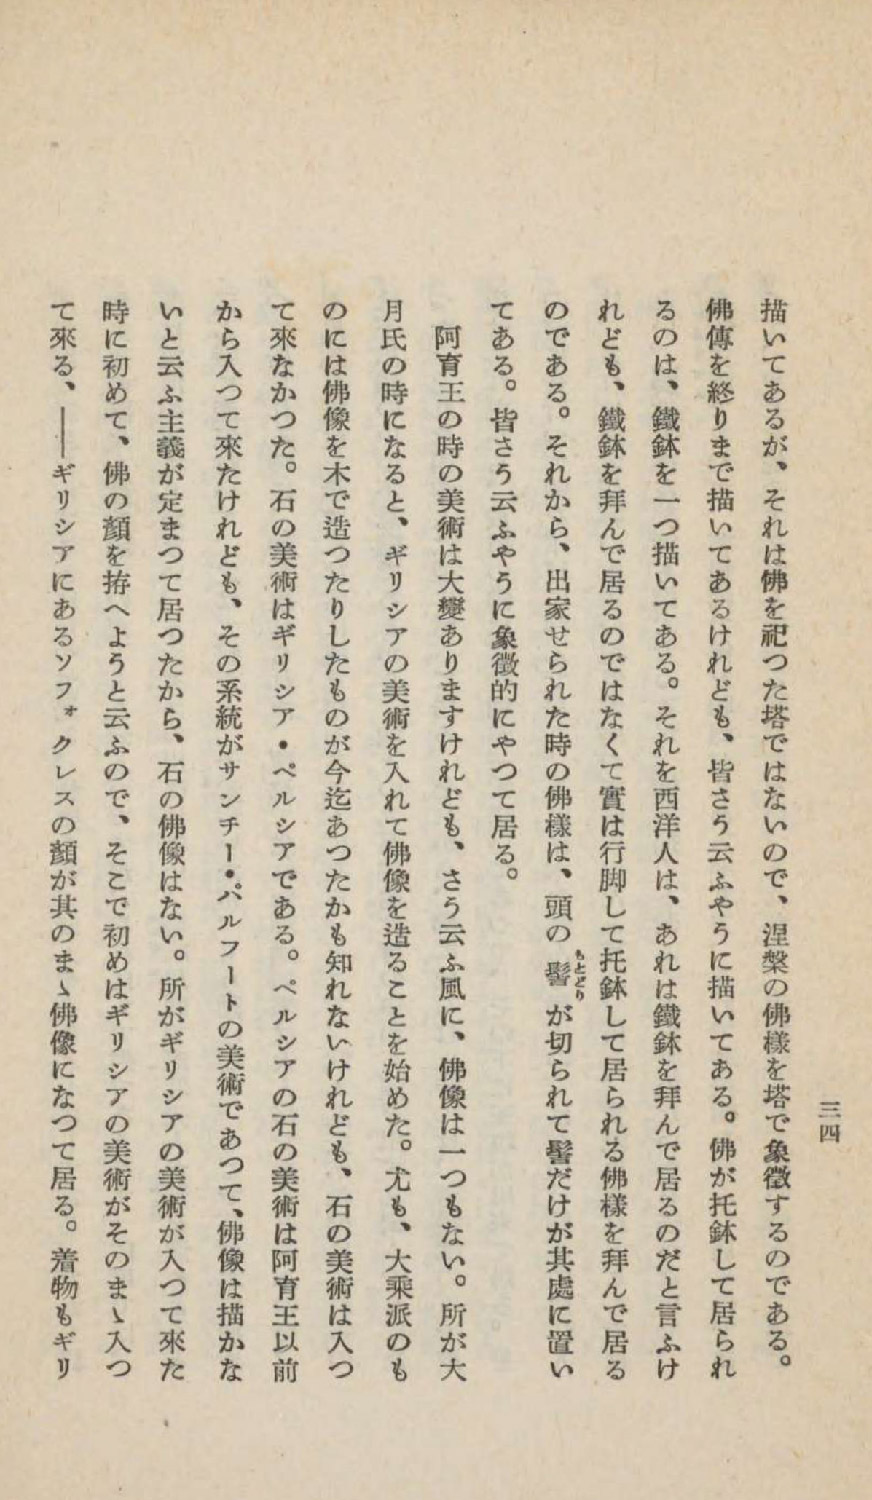 三四
描いてあるが、それは佛を祀つた塔ではないので、涅槃の佛樣を塔で象徴するのである。
佛傳を終りまで描いてあるけれども、皆さう云ふやうに描いてある。佛が托鉢して居られ
るのは、鐵鉢を一つ描いてある。それを西洋人は、あれは鐵鉢を拜んで居るのだと言ふけ
れども、鐵鉢を拜んで居るのではなくて實は行脚して托鉢して居られる佛樣を拜んで居る
のである。それから、出家せられた時の佛樣は、頭の髻もとどりが切られて髻だけが其處に置い
てある。皆さう云ふやうに象徴的にやつて居る。
阿育王の時の美術は大變ありますけれども、さう云ふ風に、佛像は一つもない。所が大
月氏の時になると、ギリシアの美術を入れて佛像を造ることを始めた。尤も、大乘派のも
のには佛像を木で造つたりしたものが今迄あつたかも知れないけれども、石の美術は入つ
て來なかつた。石の美術はギリシア・ペルシアである。ペルシアの石の美術は阿育王以前
から入つて來たけれども、その系統がサンチー・バルフートの美術であつて、佛像は描かな
いと云ふ主義が定まつて居つたから、石の佛像はない。所がギリシアの美術が入つて來た
時に初めて、佛の顏を拵へようと云ふので、そこで初めはギリシアの美術がそのまゝ入つ
て來る、――ギリシアにあるソフォクレスの顏が其のまゝ佛像になつて居る。着物もギリ